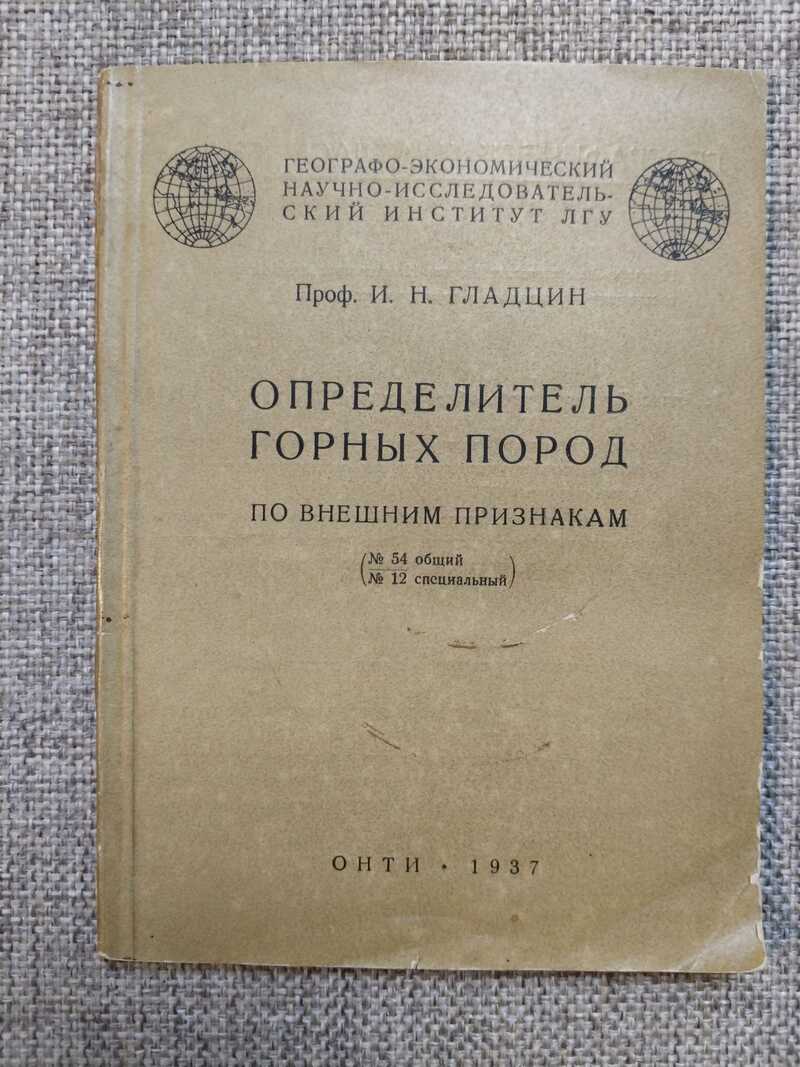 ГЕОГРАФО-ЭКОНОМИЧЕСКИЙ
НАУЧНО-ИССЛЕДОВАТЕЛЬ-
СКИЙ ИНСТИТУТ ЛГУ
Проф. И. Н. ГЛАДЦИН
ОПРЕДЕЛИТЕЛЬ
ГОРНЫХ ПОРОД
ПО ВНЕШНИМ ПРИЗНАКАМ
(№ 54 общий
№ 12 специальный)
ОНТИ • 1937